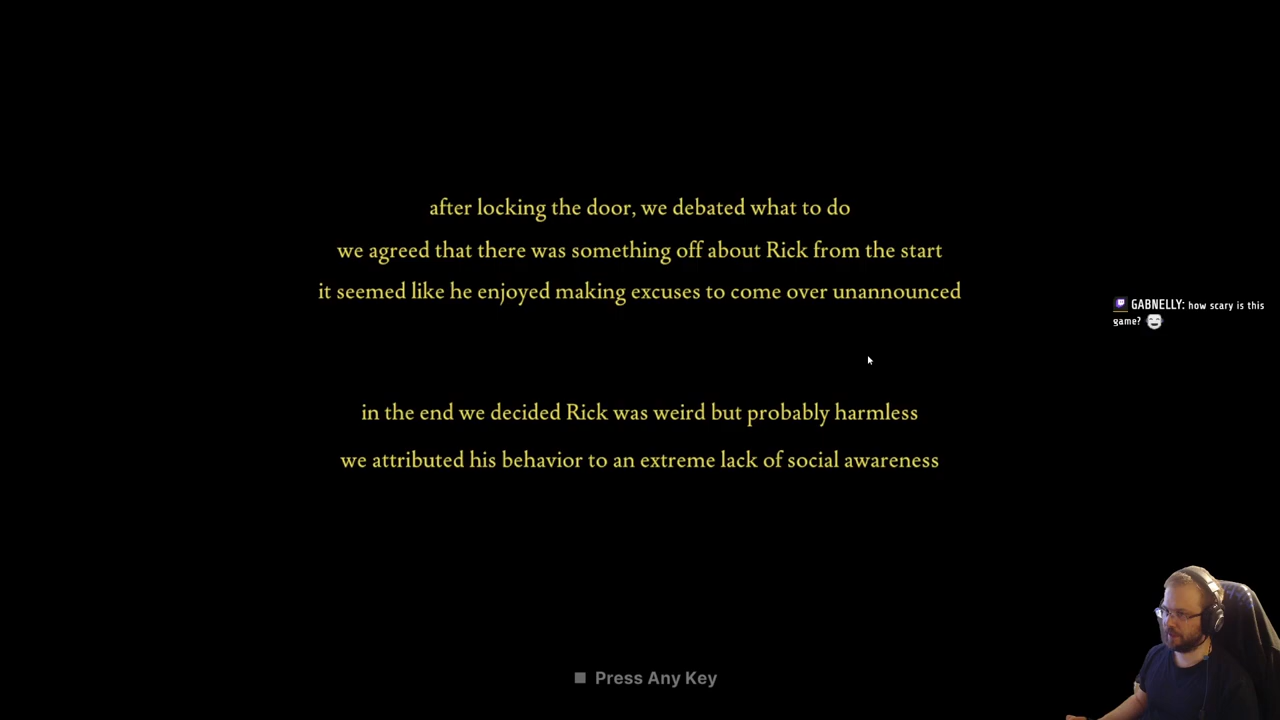 after locking the door, we debated what to do
we agreed that there was something off about Rick from the start
it seemed like he enjoyed making excuses to come over unannounced
GABNELLY: how scary is this
game?
in the end we decided Rick was weird but probably harmless
we attributed his behavior to an extreme lack of social awareness
Press Any Key